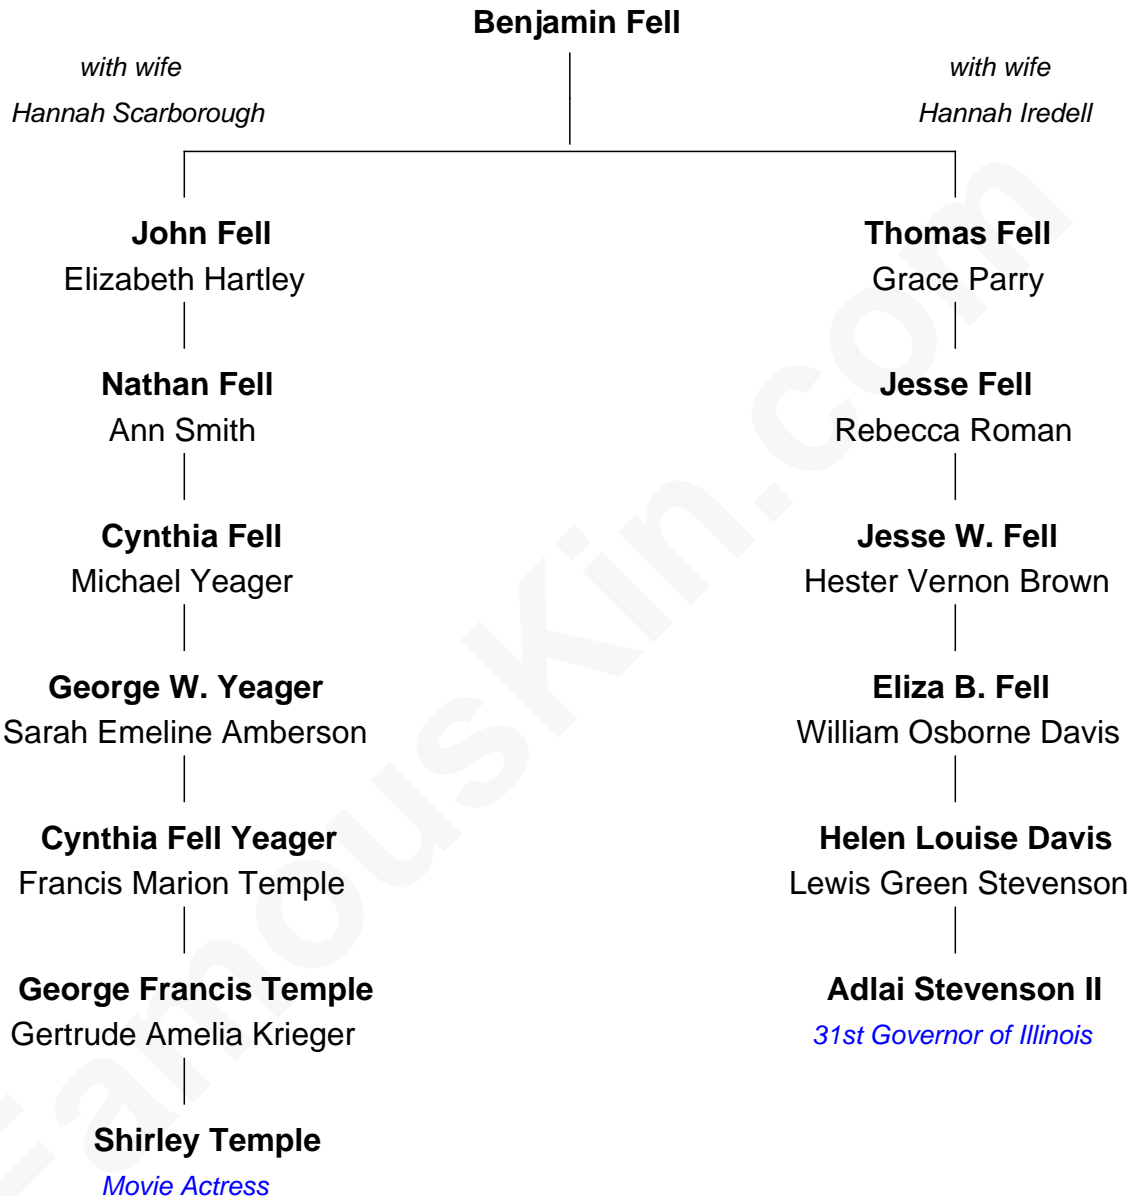 Benjamin Fell
with wife
Hannah Scarborough
with wife
Hannah Iredell
John Fell
Elizabeth Hartley
Thomas Fell
Grace Parry
Nathan Fell
Ann Smith
Jesse Fell
Rebecca Roman
Cynthia Fell
Michael Yeager
Jesse W. Fell
Hester Vernon Brown
George W. Yeager
Sarah Emeline Amberson
Eliza B. Fell
William Osborne Davis
Cynthia Fell Yeager
Francis Marion Temple
Helen Louise Davis
Lewis Green Stevenson
George Francis Temple
Gertrude Amelia Krieger
Adlai Stevenson II
31st Governor of Illinois
Shirley Temple
Movie Actress
FamousKin.com